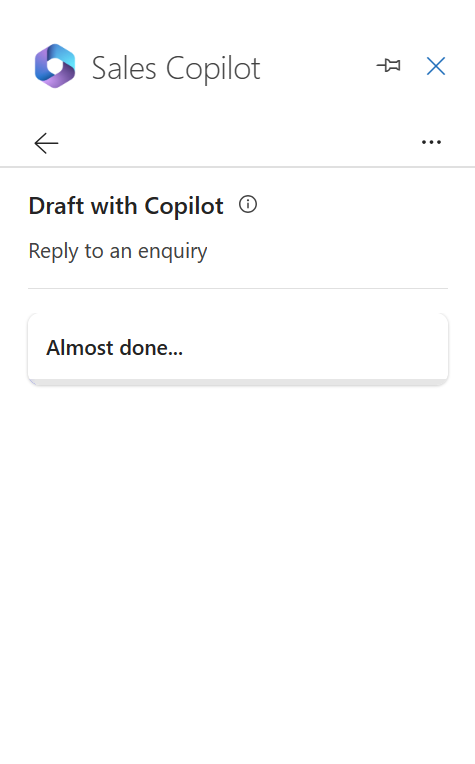 Sales Copilot
Draft with Copilot
Reply to an enquiry
Almost done...